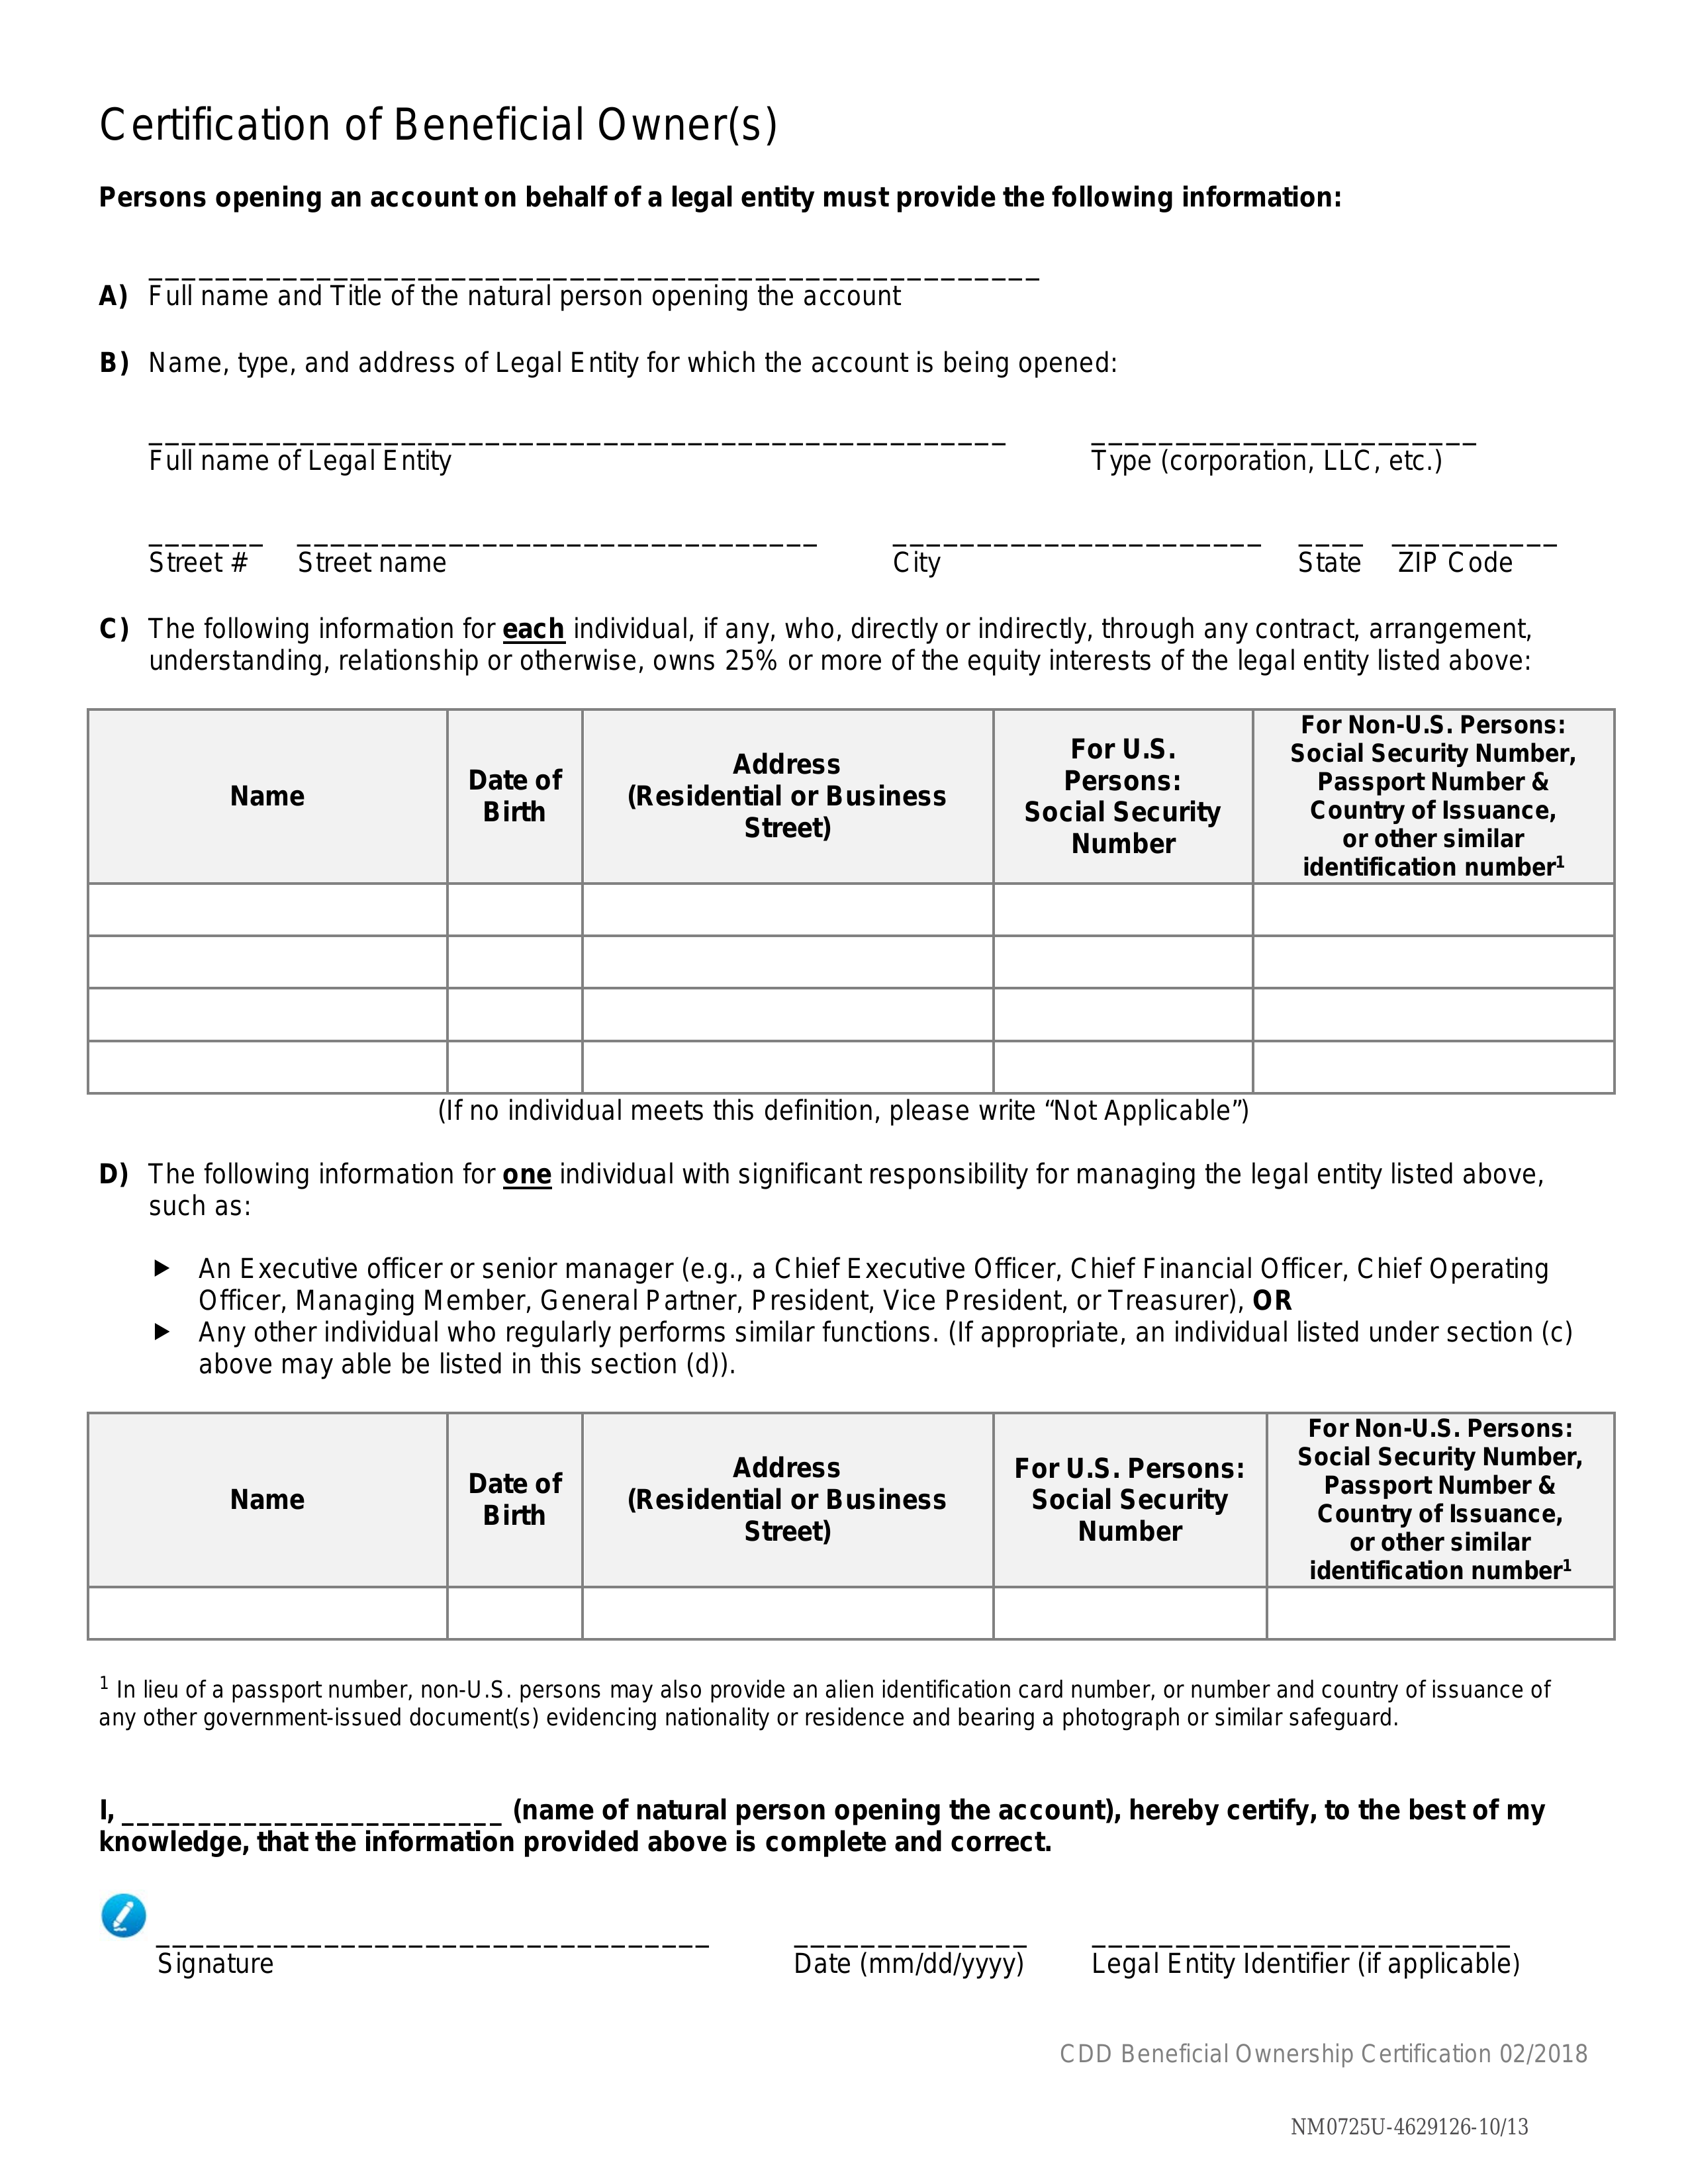 Certification of Beneficial Owner(s)
Persons opening an account on behalf of a legal entity must provide the following information:
A) Full name and Title of the natural person opening the account
B) Name, type, and address of Legal Entity for which the account is being opened:
Full name of Legal Entity Type (corporation, LLC, etc.)
Street # Street name City State ZIP Code
C) The following information for each individual, if any, who, directly or indirectly, through any contract, arrangement,
understanding, relationship or otherwise, owns 25% or more of the equity interests of the legal entity listed above:
Name
Date of
Birth
Address
(Residential or Business
Street)
For U.S.
Persons:
Social Security
Number
For Non-U.S. Persons:
Social Security Number,
Passport Number &
Country of Issuance,
or other similar
identification number1
(If no individual meets this definition, please write “Not Applicable”)
D) The following information for one individual with significant responsibility for managing the legal entity listed above,
such as:
An Executive officer or senior manager (e.g., a Chief Executive Officer, Chief Financial Officer, Chief Operating
Officer, Managing Member, General Partner, President, Vice President, or Treasurer), OR
Any other individual who regularly performs similar functions. (If appropriate, an individual listed under section (c)
above may able be listed in this section (d)).
Name
Date of
Birth
Address
(Residential or Business
Street)
For U.S. Persons:
Social Security
Number
For Non-U.S. Persons:
Social Security Number,
Passport Number &
Country of Issuance,
or other similar
identification number1
1 In lieu of a passport number, non-U.S. persons may also provide an alien identification card number, or number and country of issuance of
any other government-issued document(s) evidencing nationality or residence and bearing a photograph or similar safeguard.
I, _________________________ (name of natural person opening the account), hereby certify, to the best of my
knowledge, that the information provided above is complete and correct.
Signature Date (mm/dd/yyyy) Legal Entity Identifier (if applicable)
CDD Beneficial Ownership Certification 02/2018
NM0725U-4629126-10/13